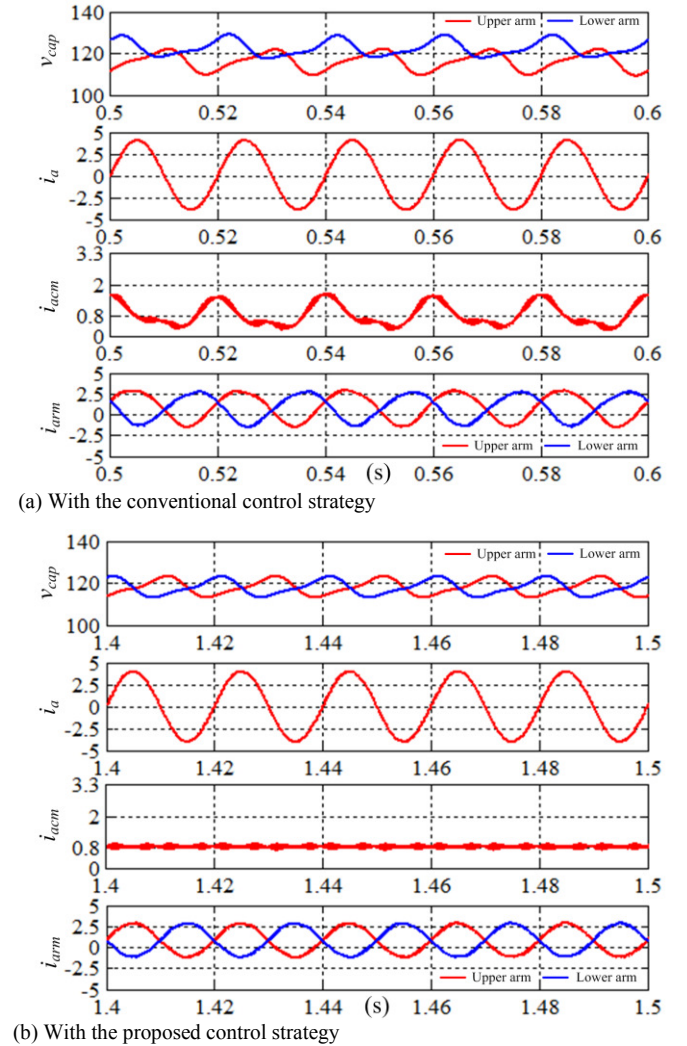 140
Upper arm Lower arm
120
v_cap
100
0.5 0.52 0.54 0.56 0.58 0.6
5
2.5
0
i_a
-2.5
-5
0.5 0.52 0.54 0.56 0.58 0.6
3.3
2
i_acm
0.8
0
0.5 0.52 0.54 0.56 0.58 0.6
5
2.5
0
i_arm
-2.5
Upper arm Lower arm
-5
0.5 0.52 0.54 (s) 0.56 0.58 0.6
(a) With the conventional control strategy
140
Upper arm Lower arm
120
v_cap
100
1.4 1.42 1.44 1.46 1.48 1.5
5
2.5
0
i_a
-2.5
-5
1.4 1.42 1.44 1.46 1.48 1.5
3.3
2
i_acm
0.8
0
1.4 1.42 1.44 1.46 1.48 1.5
5
2.5
0
i_arm
-2.5
Upper arm Lower arm
-5
1.4 1.42 1.44 (s) 1.46 1.48 1.5
(b) With the proposed control strategy